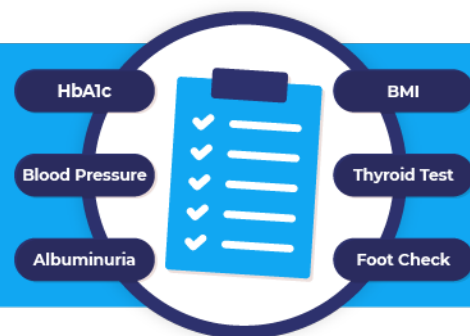 HbA1c
BMI
Blood Pressure
Thyroid Test
Albuminuria
Foot Check